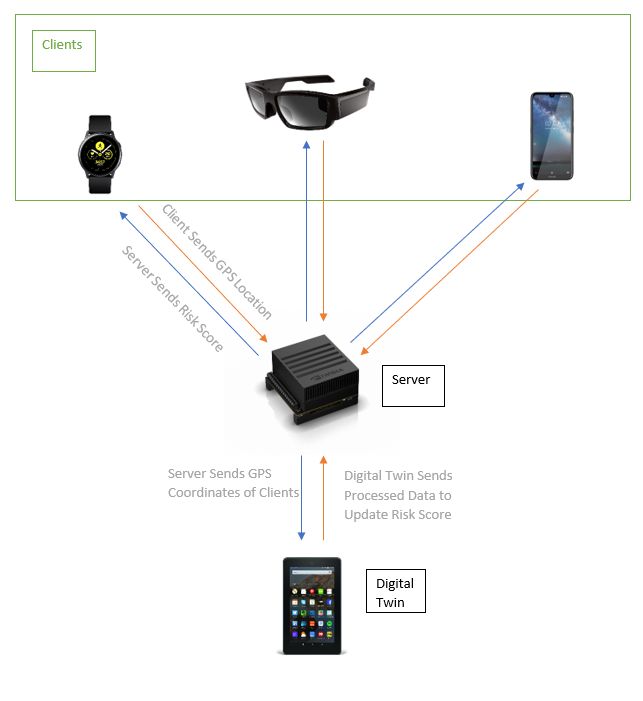 Clients
Client Sends GPS Location
Server Sends Risk Score
Server
Server Sends GPS
Coordinates of Clients
Digital Twin Sends
Processed Data to
Update Risk Score
Digital
Twin